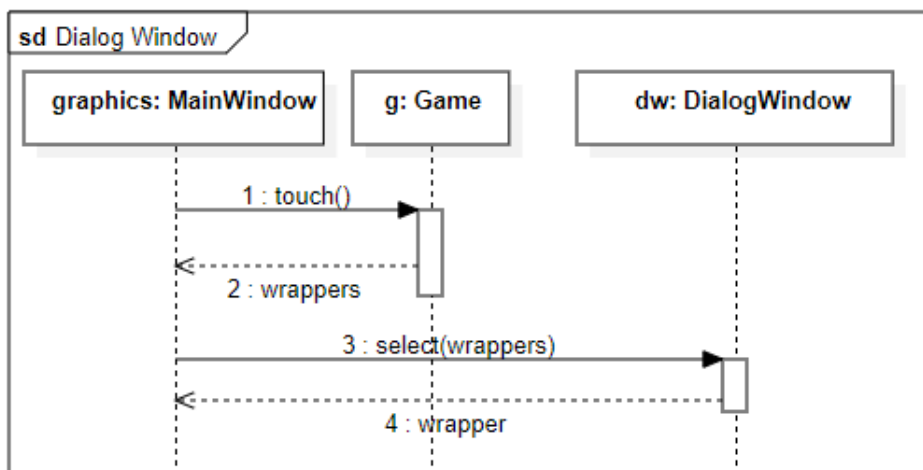 sd Dialog Window
graphics: MainWindow
g: Game
dw: DialogWindow
1 : touch()
2 : wrappers
3 : select(wrappers)
4 : wrapper